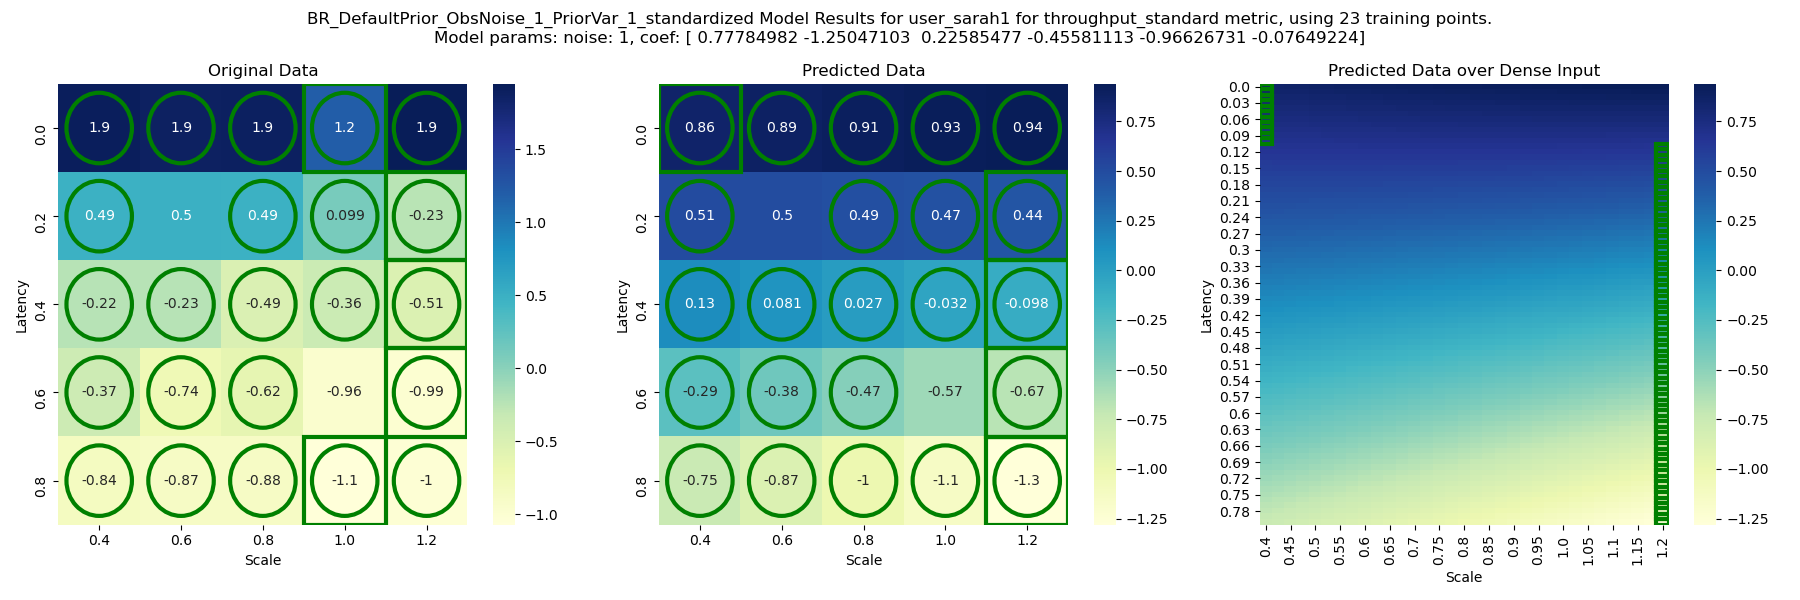 BR_DefaultPrior_ObsNoise_1_PriorVar_1_standardized Model Results for user_sarah1 for throughput_standard metric, using 23 training points.
Model params: noise: 1, coef: [ 0.77784982 -1.25047103  0.22585477 -0.45581113 -0.96626731 -0.07649224]
Original Data
Latency
0.0 1.9 1.9 1.9 1.2 1.9
0.2 0.49 0.5 0.49 0.099 -0.23
0.4 -0.22 -0.23 -0.49 -0.36 -0.51
0.6 -0.37 -0.74 -0.62 -0.96 -0.99
0.8 -0.84 -0.87 -0.88 -1.1 -1
0.4 0.6 0.8 1.0 1.2
Scale
1.5
1.0
0.5
0.0
−0.5
−1.0
Predicted Data
Latency
0.0 0.86 0.89 0.91 0.93 0.94
0.2 0.51 0.5 0.49 0.47 0.44
0.4 0.13 0.081 0.027 -0.032 -0.098
0.6 -0.29 -0.38 -0.47 -0.57 -0.67
0.8 -0.75 -0.87 -1 -1.1 -1.3
0.4 0.6 0.8 1.0 1.2
Scale
0.75
0.50
0.25
0.00
−0.25
−0.50
−0.75
−1.00
−1.25
Predicted Data over Dense Input
Latency
0.0
0.03
0.06
0.09
0.12
0.15
0.18
0.21
0.24
0.27
0.3
0.33
0.36
0.39
0.42
0.45
0.48
0.51
0.54
0.57
0.6
0.63
0.66
0.69
0.72
0.75
0.78
0.4 0.45 0.5 0.55 0.6 0.65 0.7 0.75 0.8 0.85 0.9 0.95 1.0 1.05 1.1 1.15 1.2
Scale
0.75
0.50
0.25
0.00
−0.25
−0.50
−0.75
−1.00
−1.25